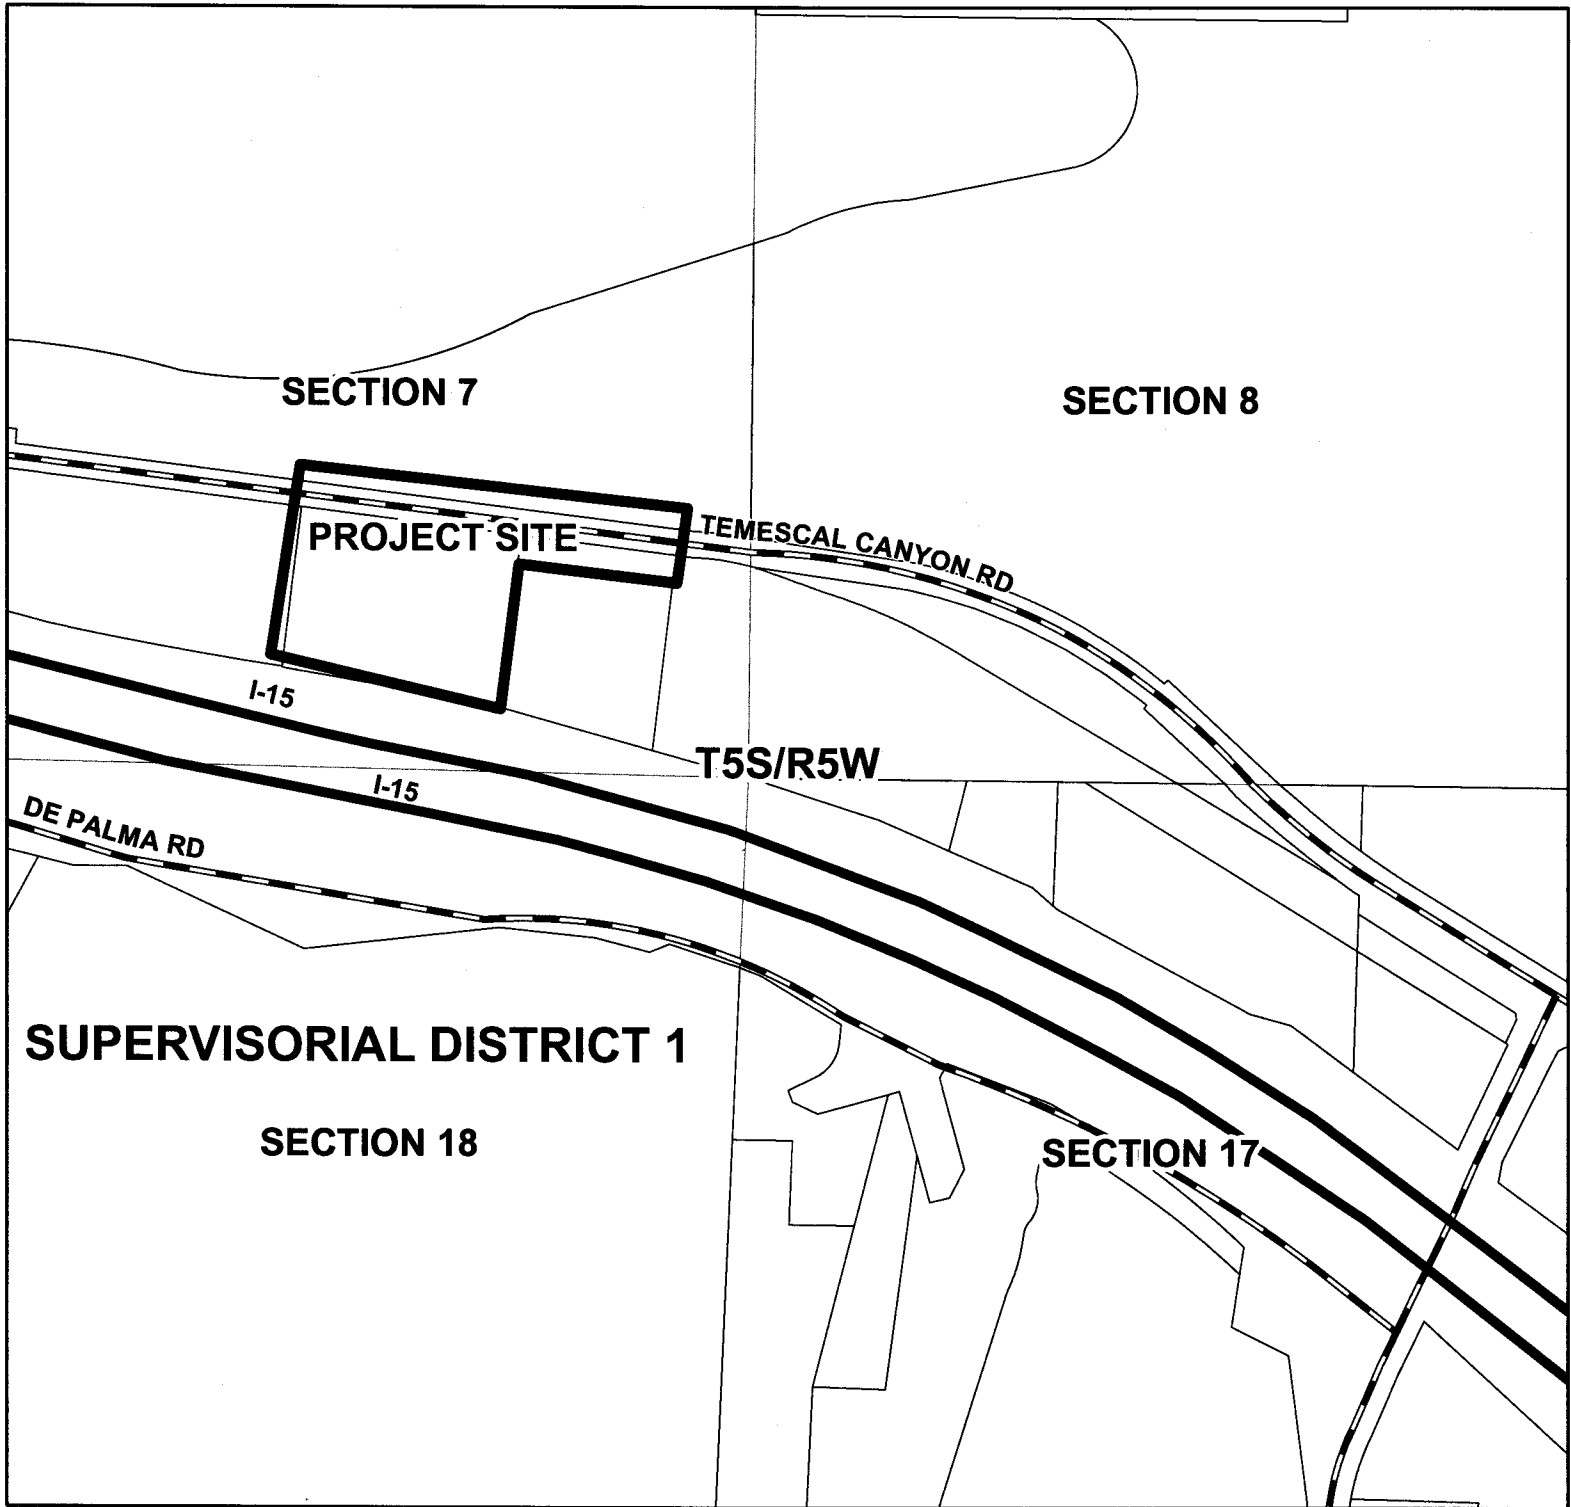 SECTION 7
SECTION 8
PROJECT SITE
TEMESCAL CANYON RD
I-15
T5S/R5W
I-15
DE PALMA RD
SUPERVISORIAL DISTRICT 1
SECTION 18
SECTION 17